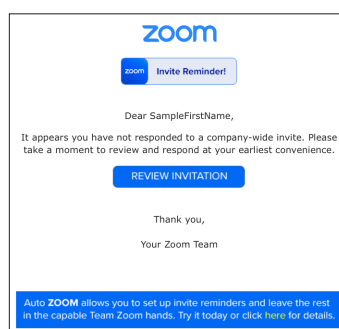 zoom
zoom Invite Reminder!
Dear SampleFirstName,
It appears you have not responded to a company-wide invite. Please
take a moment to review and respond at your earliest convenience.
REVIEW INVITATION
Thank you,
Your Zoom Team
Auto ZOOM allows you to set up invite reminders and leave the rest
in the capable Team Zoom hands. Try it today or click here for details.